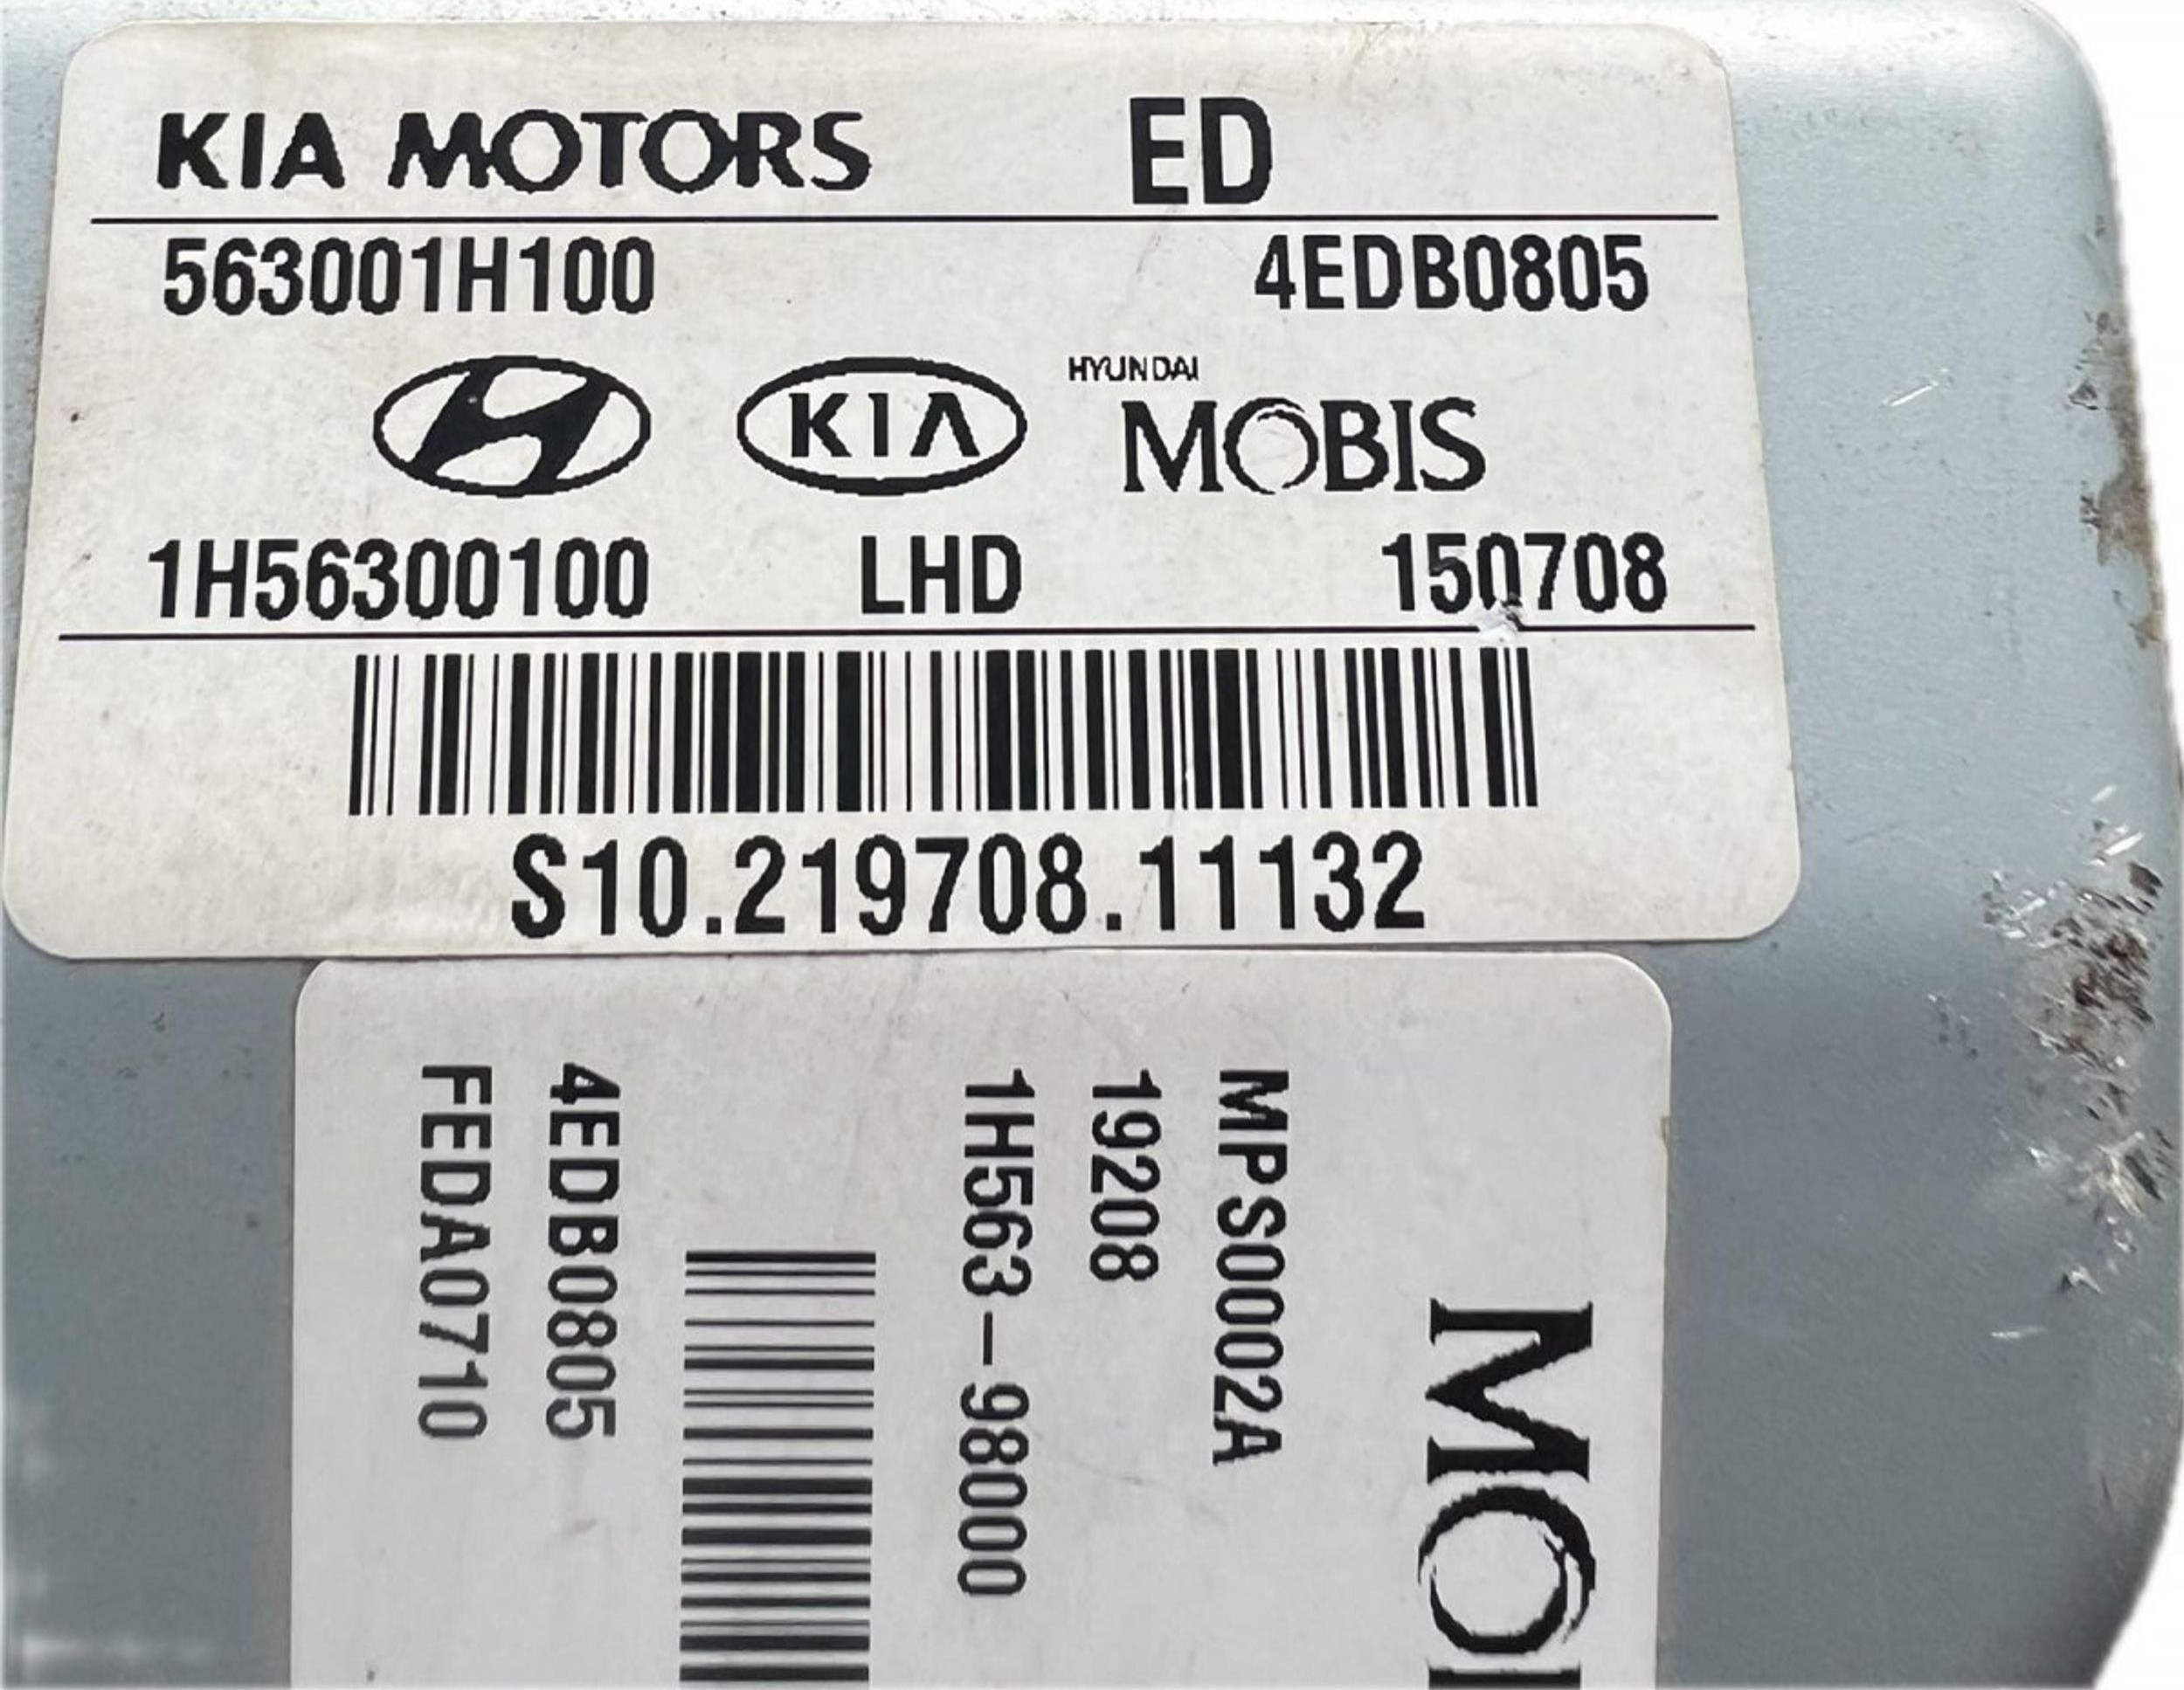 KIA MOTORS ED
563001H100 4EDB0805
KIA HYUNDAI MOBIS
1H56300100 LHD 150708
S10.219708.11132
MPS0002A
19208
1H563-98000
4EDB0805
FEDA0710